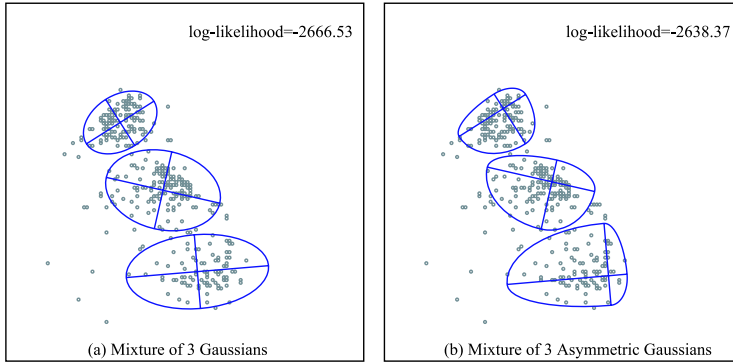 log-likelihood=-2666.53
(a) Mixture of 3 Gaussians
log-likelihood=-2638.37
(b) Mixture of 3 Asymmetric Gaussians